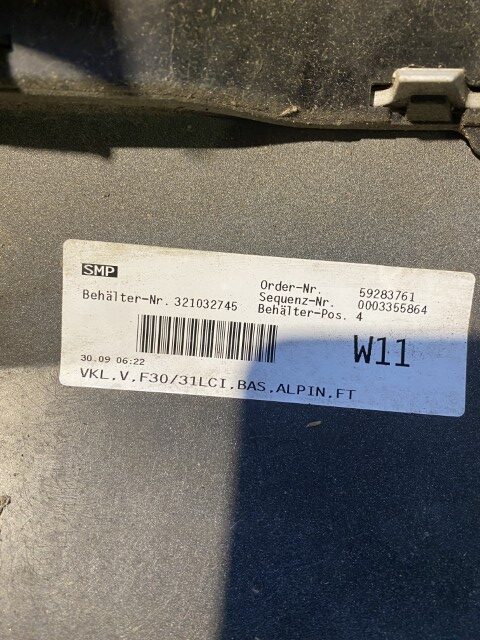 SMP
Order-Nr. 59283761
Sequenz-Nr. 0003355864
Behälter-Nr. 321032745 Behälter-Pos. 4
W11
30.09 06:22
VKL.V.F30/31LCI.BAS.ALPIN.FT